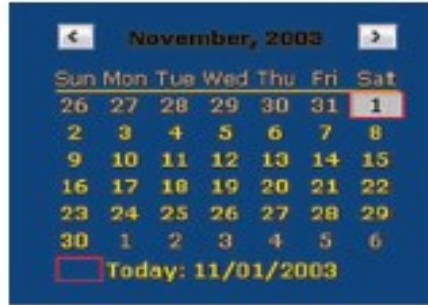 < November, 2003 >
Sun Mon Tue Wed Thu Fri Sat
26 27 28 29 30 31 1
2 3 4 5 6 7 8
9 10 11 12 13 14 15
16 17 18 19 20 21 22
23 24 25 26 27 28 29
30 1 2 3 4 5 6
Today: 11/01/2003